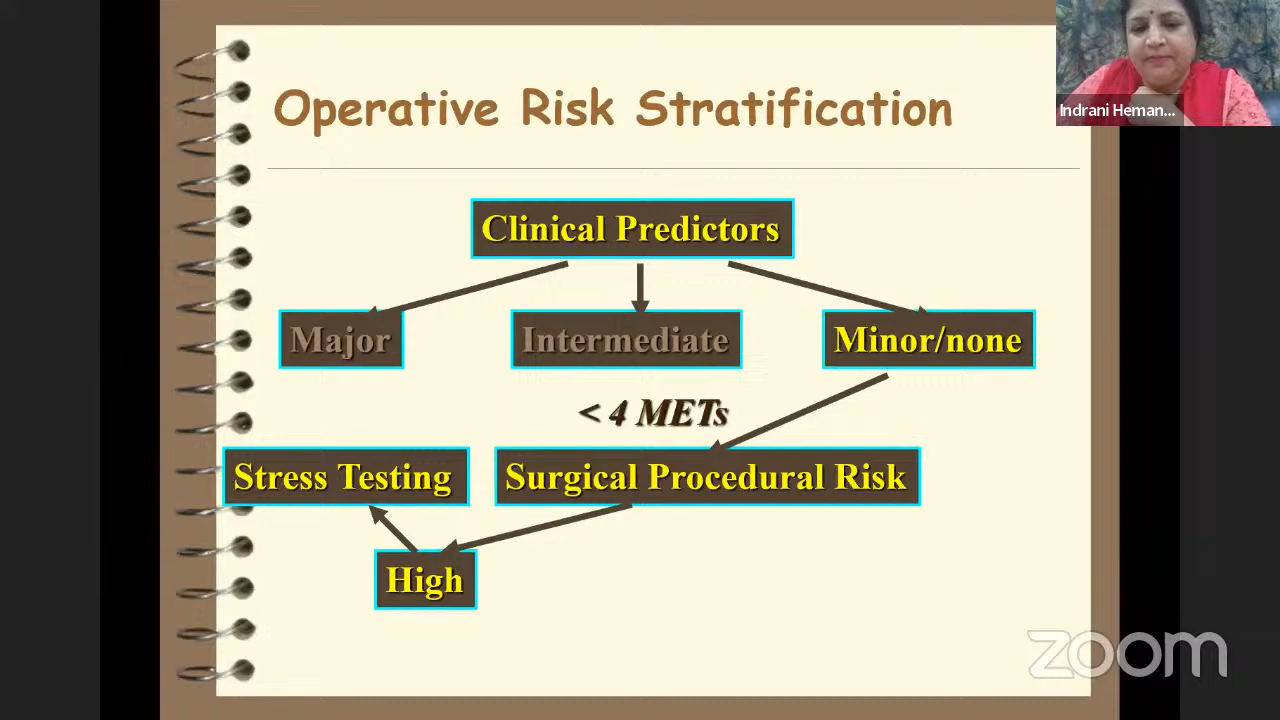 Operative Risk Stratification
Indrani Heman...
Clinical Predictors
Major
Intermediate
Minor/none
< 4 METs
Stress Testing
Surgical Procedural Risk
High
zoom